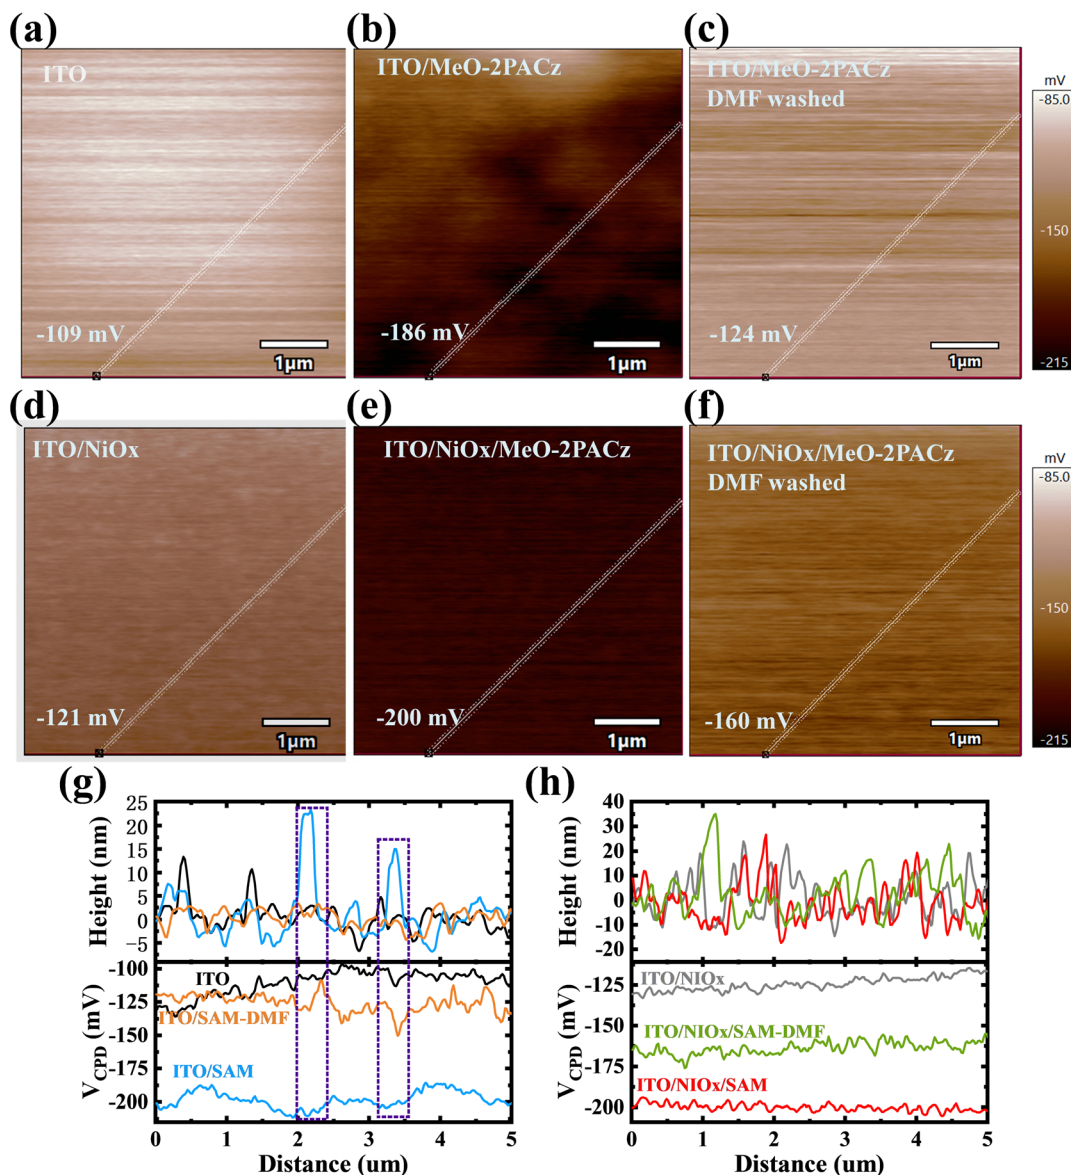 (a)
ITO
-109 mV
1μm
(b)
ITO/MeO-2PACz
-186 mV
1μm
(c)
ITO/MeO-2PACz
DMF washed
-124 mV
1μm
mV
-85.0
-150
-215
(d)
ITO/NiOx
-121 mV
1μm
(e)
ITO/NiOx/MeO-2PACz
-200 mV
1μm
(f)
ITO/NiOx/MeO-2PACz
DMF washed
-160 mV
1μm
mV
-85.0
-150
-215
(g)
Height (nm)
25
20
15
10
5
0
-5
V_CPD (mV)
-100
-125
-150
-175
-200
ITO
ITO/SAM-DMF
ITO/SAM
0 1 2 3 4 5
Distance (um)
(h)
Height (nm)
40
30
20
10
0
-10
-20
V_CPD (mV)
-125
-150
-175
-200
ITO/NIOx
ITO/NIOx/SAM-DMF
ITO/NIOx/SAM
0 1 2 3 4 5
Distance (um)